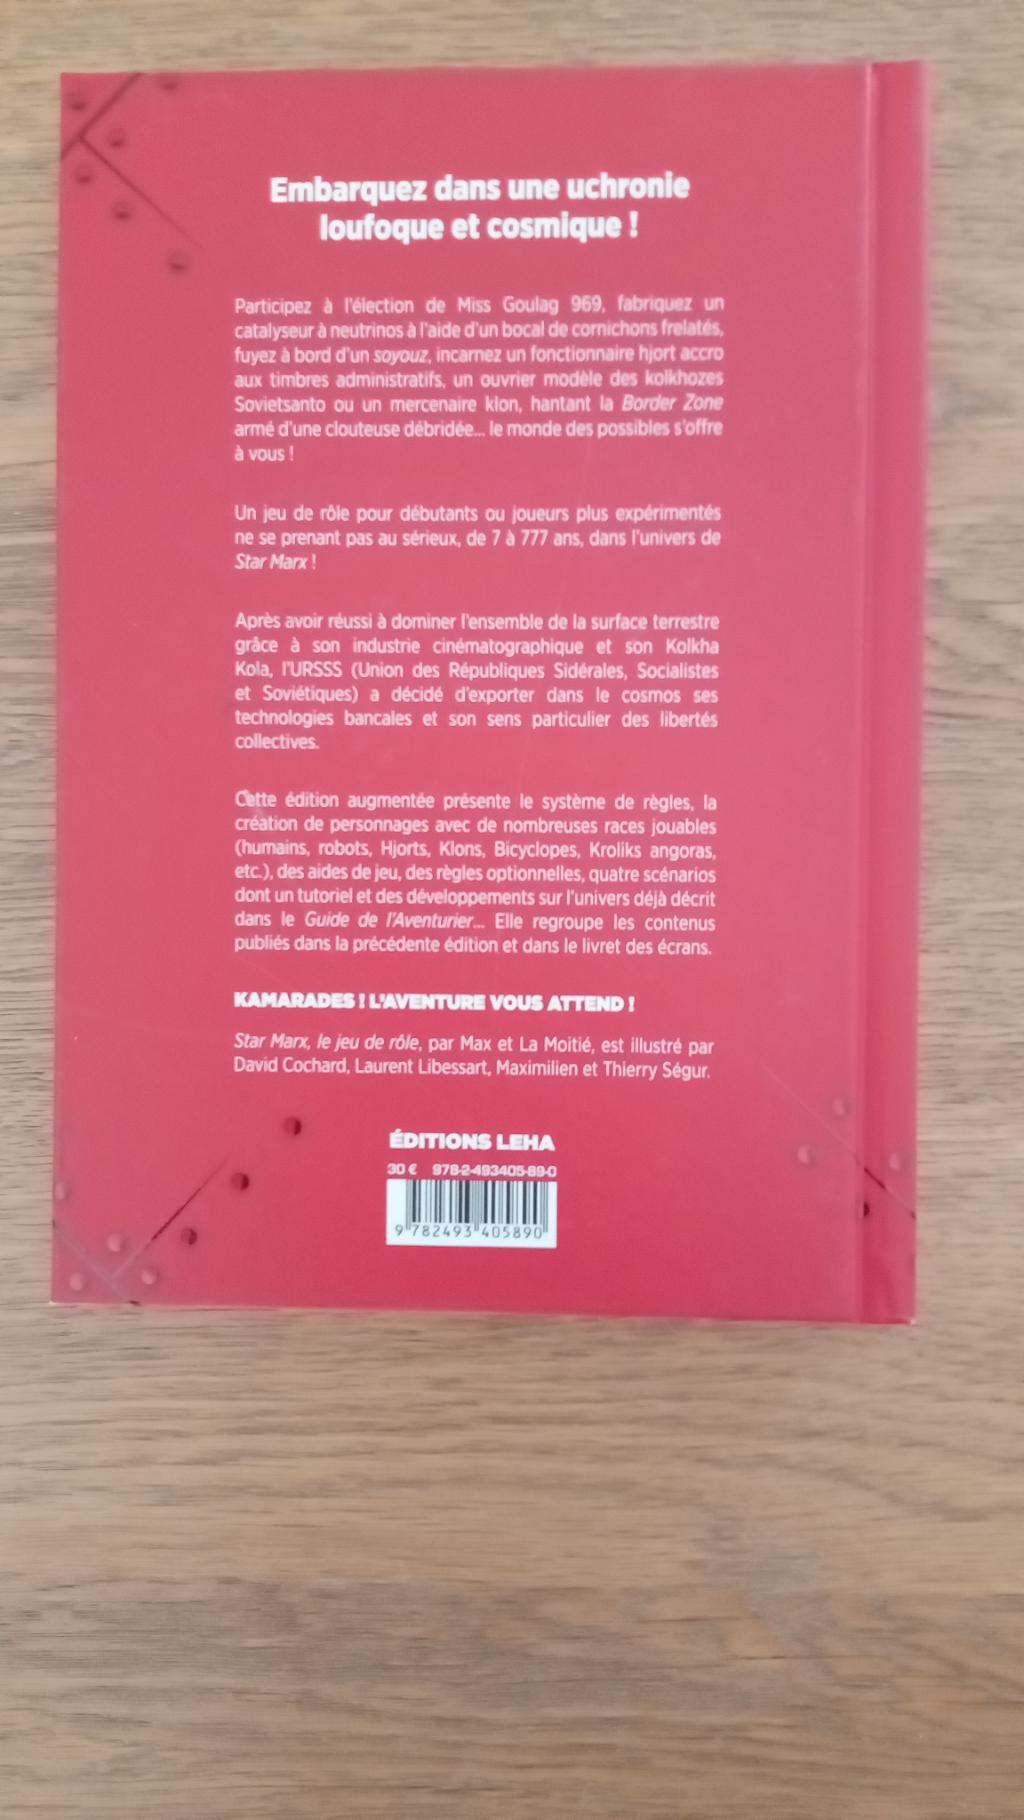 Embarquez dans une uchronie
loufoque et cosmique !
Participez à l'élection de Miss Goulag 969, fabriquez un
catalyseur à neutrinos à l'aide d'un bocal de cornichons frelatés,
fuyez à bord d'un soyouz, incarnez un fonctionnaire hjort accro
aux timbres administratifs, un ouvrier modèle des kolkhozes
Sovietsanto ou un mercenaire klon, hantant la Border Zone
armé d'une clouteuse débridée... le monde des possibles s'offre
à vous !
Un jeu de rôle pour débutants ou joueurs plus expérimentés
ne se prenant pas au sérieux, de 7 à 777 ans, dans l'univers de
Star Marx !
Après avoir réussi à dominer l'ensemble de la surface terrestre
grâce à son industrie cinématographique et son Kolkha
Kola, l'URSSS (Union des Républiques Sidérales, Socialistes
et Soviétiques) a décidé d'exporter dans le cosmos ses
technologies bancales et son sens particulier des libertés
collectives.
Cette édition augmentée présente le système de règles, la
création de personnages avec de nombreuses races jouables
(humains, robots, Hjorts, Klons, Bicyclopes, Kroliks angoras,
etc.), des aides de jeu, des règles optionnelles, quatre scénarios
dont un tutoriel et des développements sur l'univers déjà décrit
dans le Guide de l'Aventurier... Elle regroupe les contenus
publiés dans la précédente édition et dans le livret des écrans.
KAMARADES ! L'AVENTURE VOUS ATTEND !
Star Marx, le jeu de rôle, par Max et La Moitié, est illustré par
David Cochard, Laurent Libessart, Maximilien et Thierry Ségur.
ÉDITIONS LEHA
30 € 978-2-493405-89-0
9 782493 405890